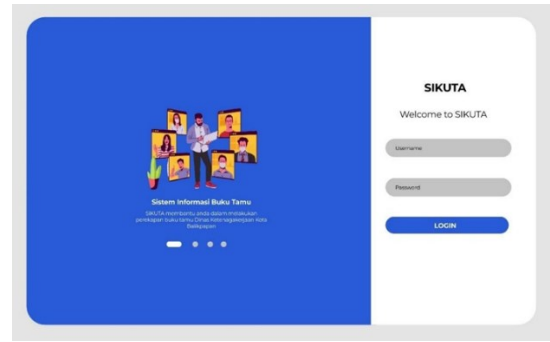 Sistem Informasi Buku Tamu
SIKUTA membantu anda dalam melakukan
perekapan buku tamu Dinas Ketenagakerjaan Kota
Balikpapan
SIKUTA
Welcome to SIKUTA
Username
Password
LOGIN